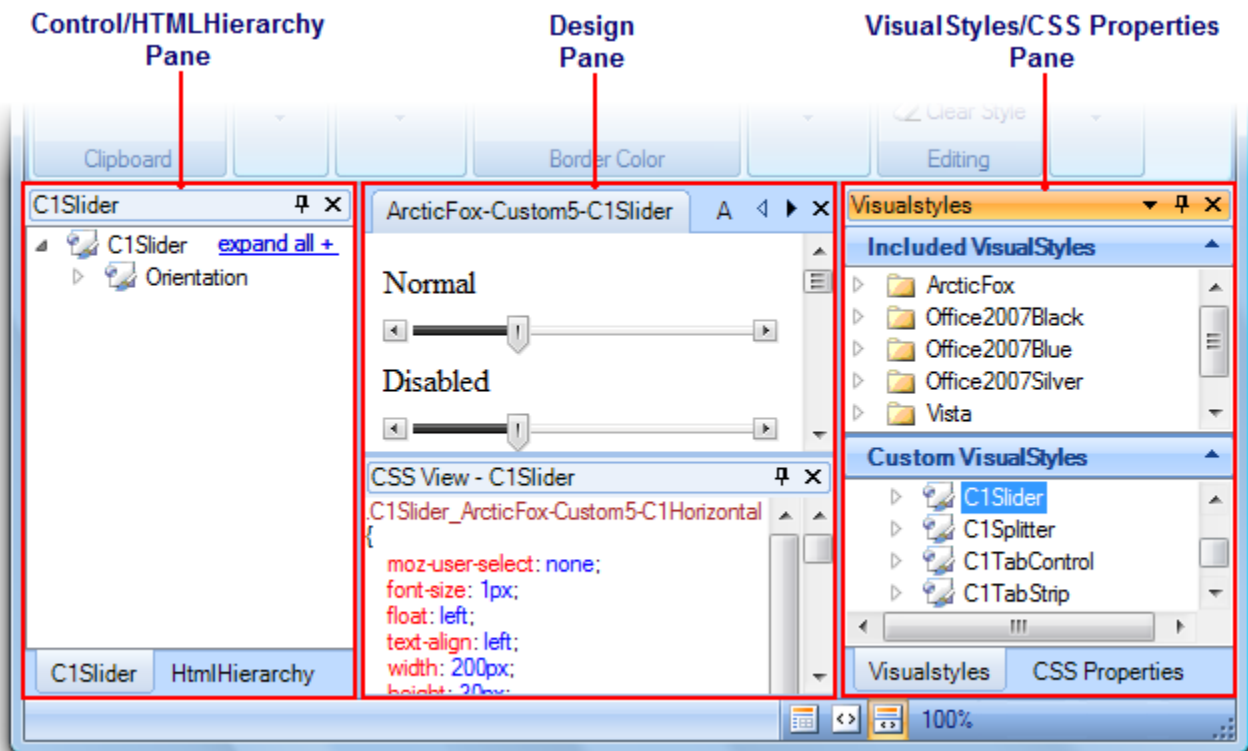 Control/HTMLHierarchy
Pane
Design
Pane
VisualStyles/CSS Properties
Pane
Clear Style
Clipboard
Border Color
Editing
C1Slider
C1Slider expand all +
Orientation
C1Slider HtmlHierarchy
ArcticFox-Custom5-C1Slider A
Normal
Disabled
CSS View - C1Slider
.C1Slider_ArcticFox-Custom5-C1Horizontal
{
moz-user-select: none;
font-size: 1px;
float: left;
text-align: left;
width: 200px;
height: 20px;
Visualstyles
Included VisualStyles
ArcticFox
Office2007Black
Office2007Blue
Office2007Silver
Vista
Custom VisualStyles
C1Slider
C1Splitter
C1TabControl
C1TabStrip
Visualstyles CSS Properties
100%